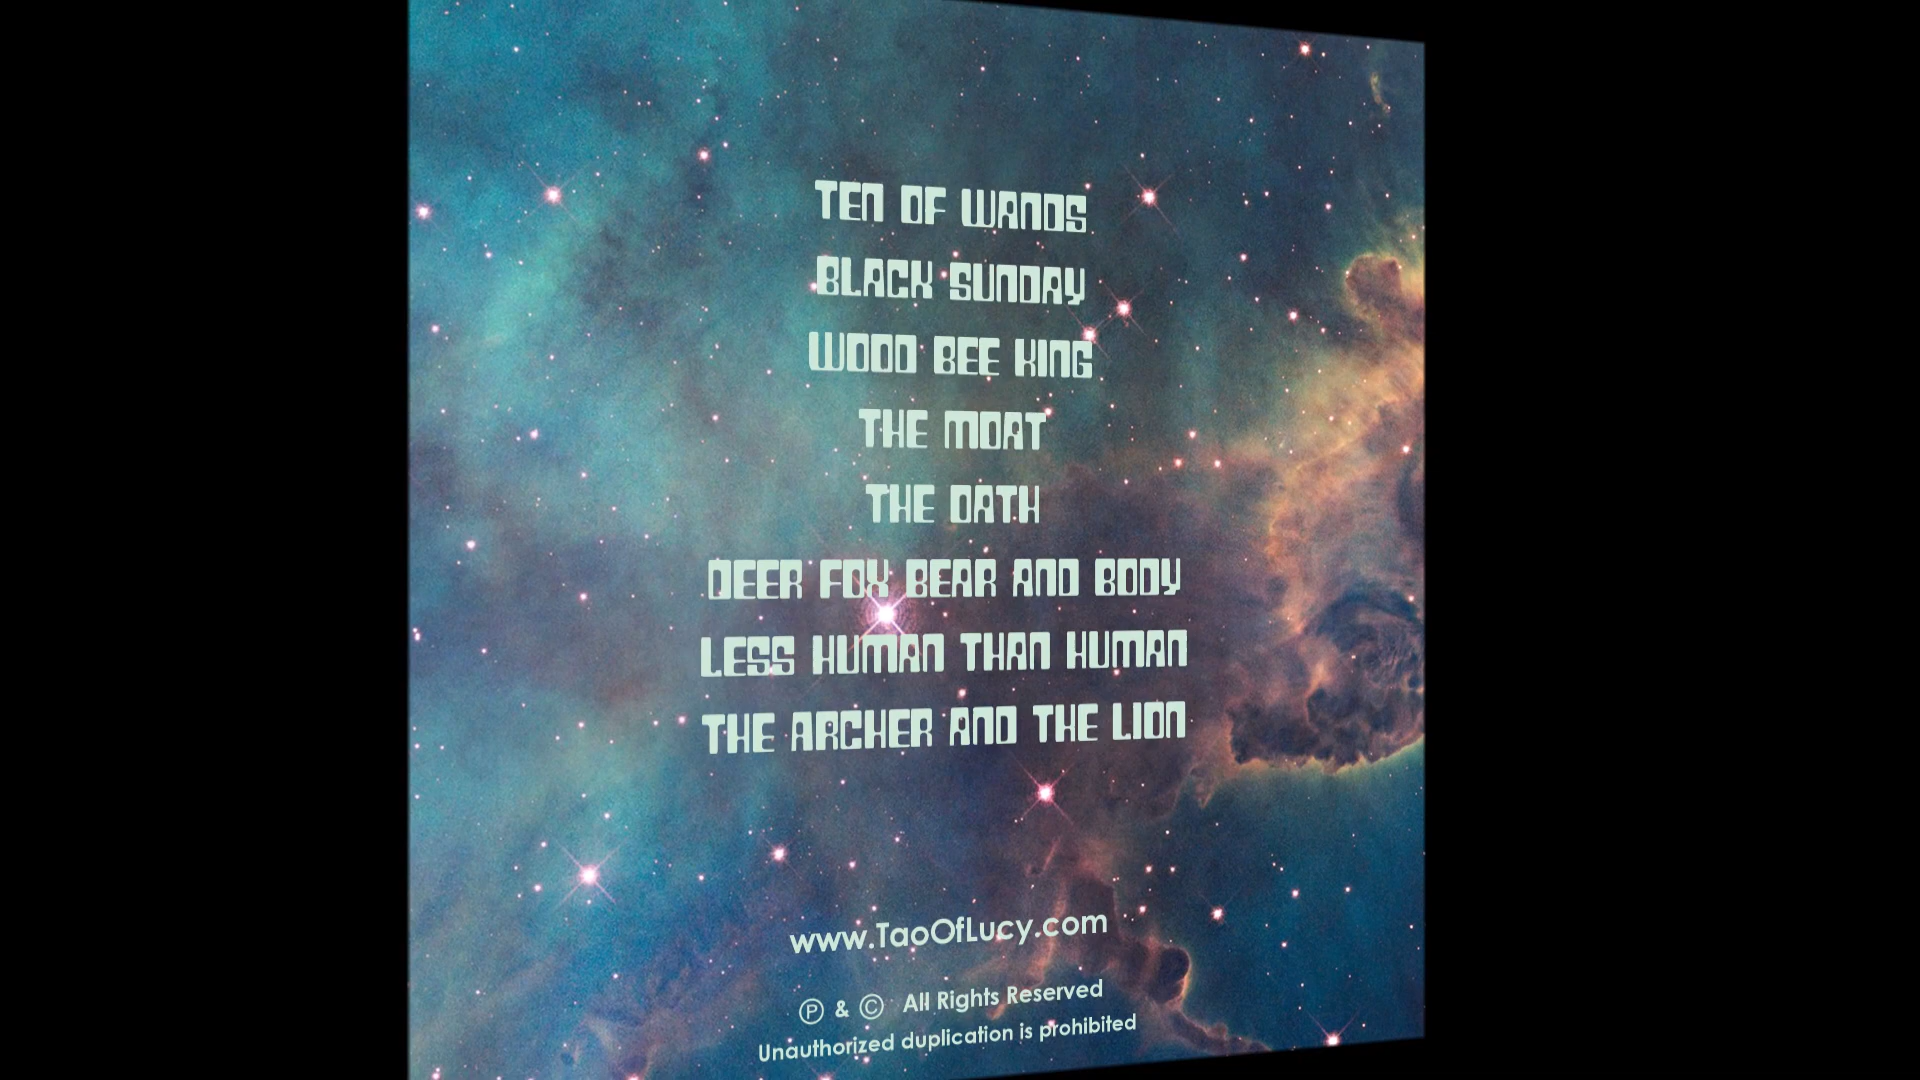 TEN OF WANDS
BLACK SUNDAY
WOOD BEE KING
THE MOAT
THE OATH
DEER FOX BEAR AND BODY
LESS HUMAN THAN HUMAN
THE ARCHER AND THE LION
www.TaoOfLucy.com
Ⓟ & © All Rights Reserved
Unauthorized duplication is prohibited